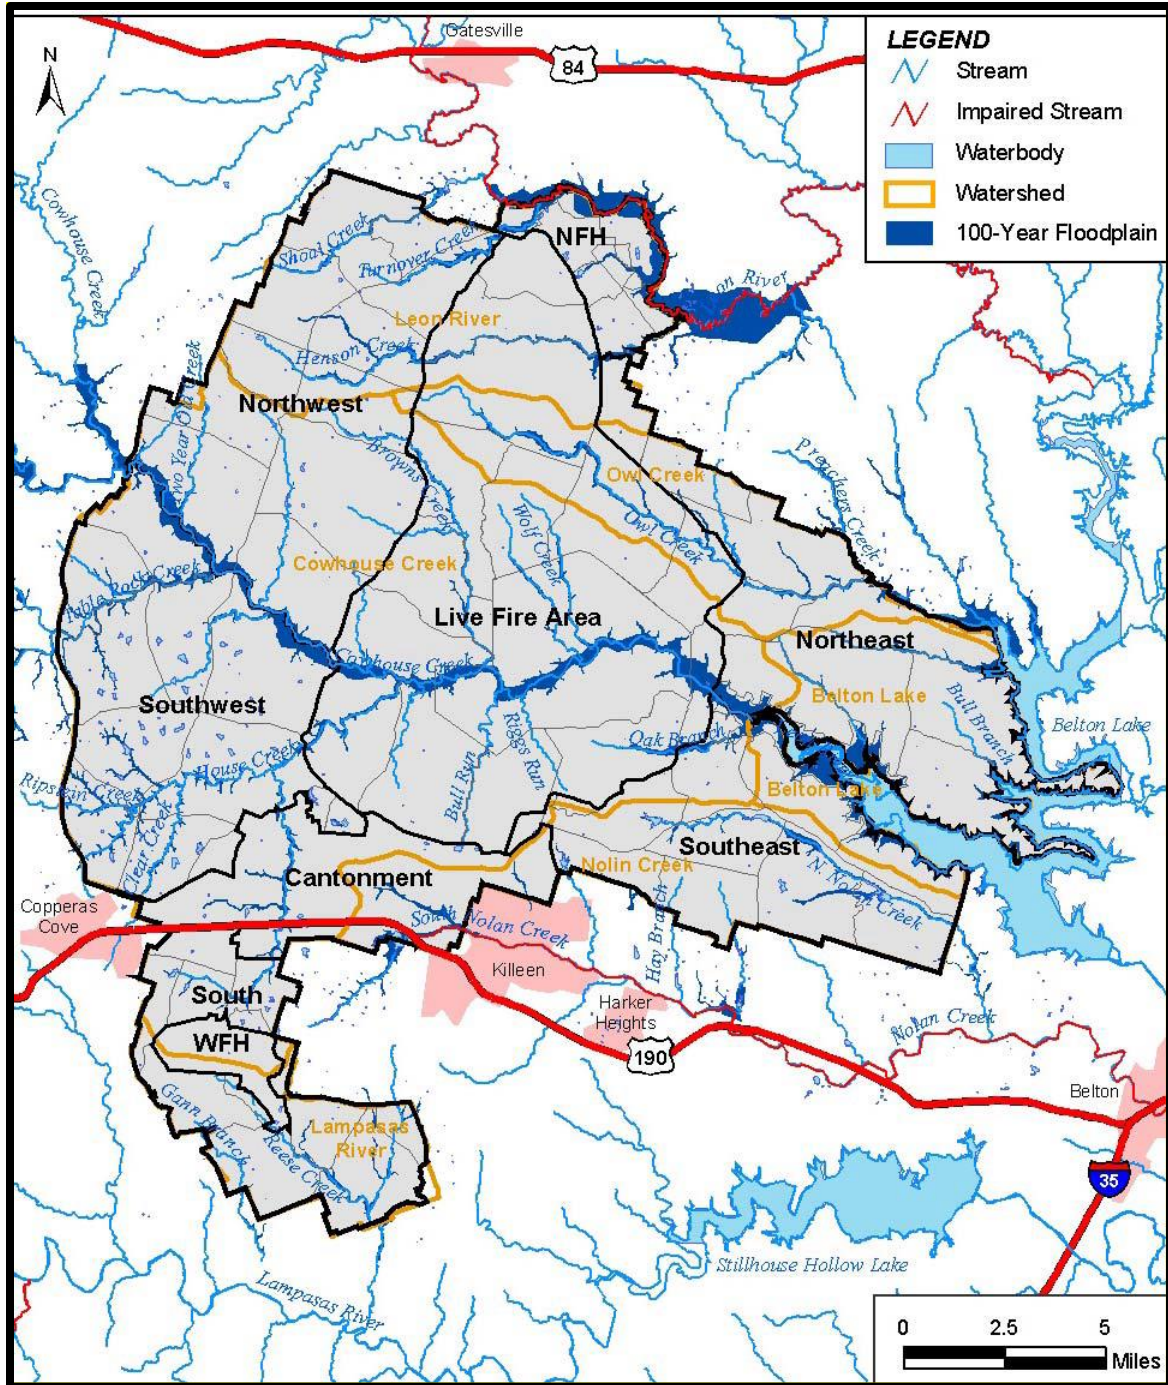 Gatesville
84
LEGEND
Stream
Impaired Stream
Waterbody
Watershed
100-Year Floodplain
N
Cowhouse Creek
Shoal Creek
Turnover Creek
NFH
River
Leon River
Henson Creek
Northwest
Two Year Old Creek
Browns Creek
Owl Creek
Preachers Creek
Wolf Creek
Owl Creek
Cowhouse Creek
Table Rock Creek
Live Fire Area
Northeast
Cowhouse Creek
Southwest
Belton Lake
Bull Branch
Belton Lake
Oak Branch
House Creek
Riggs Run
Bull Run
Ripstein Creek
Belton Lake
Clear Creek
Southeast
Nolin Creek
N. Nolin Creek
Cantonment
Copperas
Cove
South Nolan Creek
Hay Branch
Killeen
South
Harker
Heights
WFH
190
Nolan Creek
Belton
Gann Branch
Reese Creek
Lampasas
River
35
Stillhouse Hollow Lake
Lampasas River
0 2.5 5
Miles